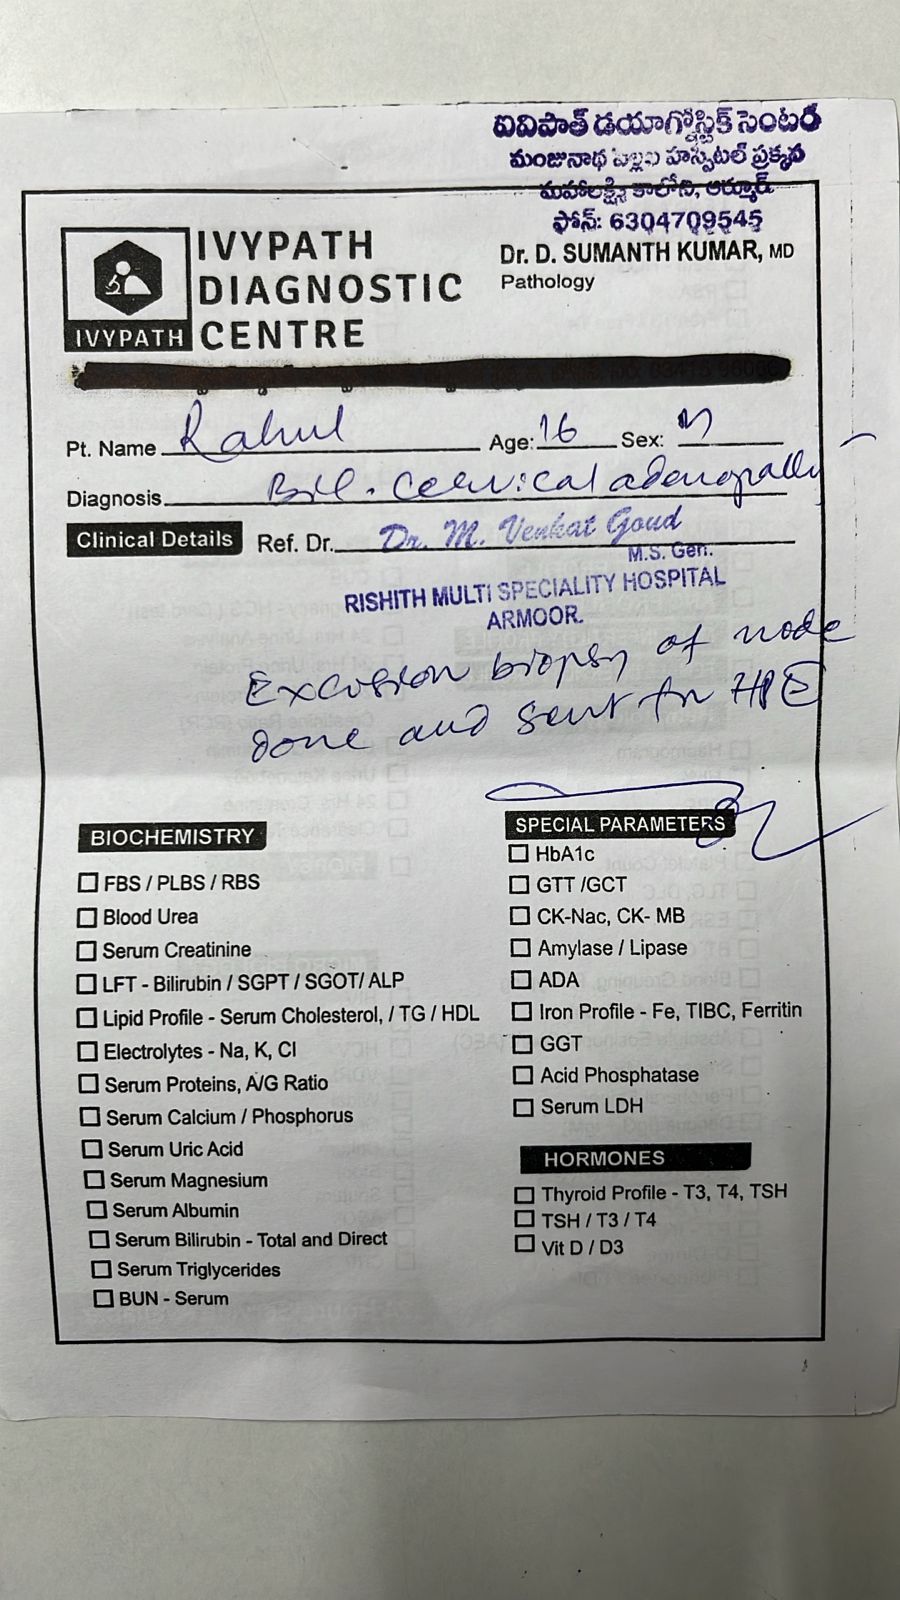 ఐవిపాత్ డయాగ్నోస్టిక్ సెంటర్
మంజునాథ పిల్లల హాస్పిటల్ ప్రక్కన
మహాలక్ష్మి కాలోని, ఆర్మూర్.
ఫోన్: 6304709545
IVYPATH
DIAGNOSTIC
CENTRE
IVYPATH
Dr. D. SUMANTH KUMAR, MD
Pathology
Pt. Name Rahul Age: 16 Sex: M
Diagnosis Bil. Cervical adenopathy
Clinical Details Ref. Dr. Dr. M. Venkat Goud
M.S. Gen.
RISHITH MULTI SPECIALITY HOSPITAL
ARMOOR.
Excision biopsy of node
done and sent for HPE
BIOCHEMISTRY
FBS / PLBS / RBS
Blood Urea
Serum Creatinine
LFT - Bilirubin / SGPT / SGOT/ ALP
Lipid Profile - Serum Cholesterol, / TG / HDL
Electrolytes - Na, K, Cl
Serum Proteins, A/G Ratio
Serum Calcium / Phosphorus
Serum Uric Acid
Serum Magnesium
Serum Albumin
Serum Bilirubin - Total and Direct
Serum Triglycerides
BUN - Serum
SPECIAL PARAMETERS
HbA1c
GTT /GCT
CK-Nac, CK- MB
Amylase / Lipase
ADA
Iron Profile - Fe, TIBC, Ferritin
GGT
Acid Phosphatase
Serum LDH
HORMONES
Thyroid Profile - T3, T4, TSH
TSH / T3 / T4
Vit D / D3